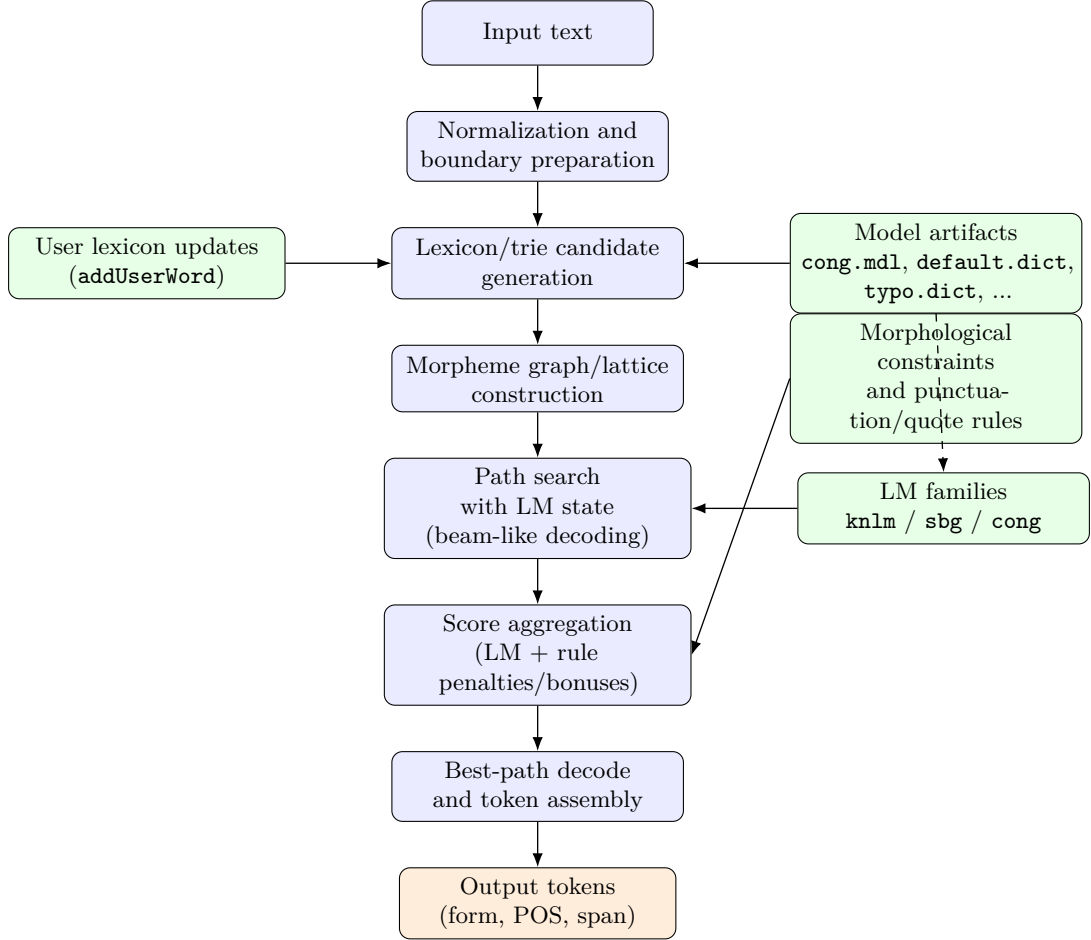 Input text
Normalization and
boundary preparation
User lexicon updates
(addUserWord)
Lexicon/trie candidate
generation
Model artifacts
cong.mdl, default.dict,
typo.dict, ...
Morpheme graph/lattice
construction
Morphological
constraints
and punctua-
tion/quote rules
Path search
with LM state
(beam-like decoding)
LM families
knlm / sbg / cong
Score aggregation
(LM + rule
penalties/bonuses)
Best-path decode
and token assembly
Output tokens
(form, POS, span)